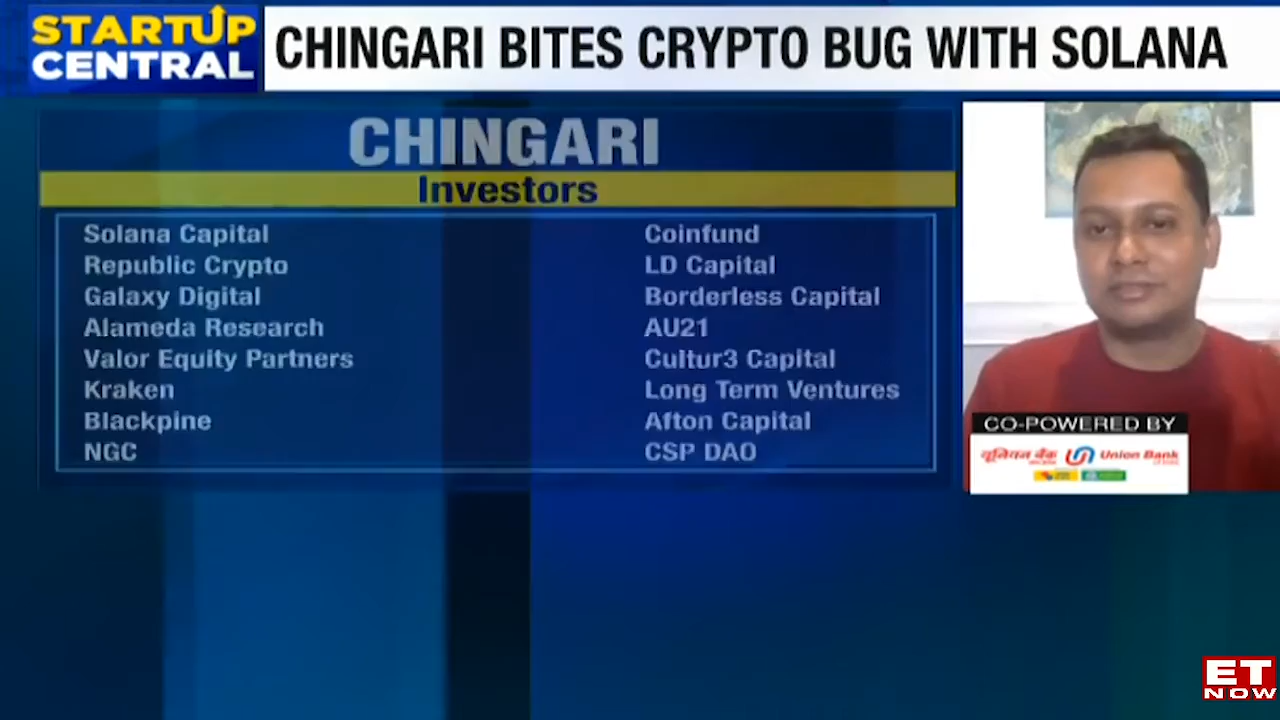 STARTUP
CENTRAL
CHINGARI BITES CRYPTO BUG WITH SOLANA
CHINGARI
Investors
Solana Capital
Republic Crypto
Galaxy Digital
Alameda Research
Valor Equity Partners
Kraken
Blackpine
NGC
Coinfund
LD Capital
Borderless Capital
AU21
Cultur3 Capital
Long Term Ventures
Afton Capital
CSP DAO
CO-POWERED BY
यूनियन बैंक
Union Bank
ET
NOW